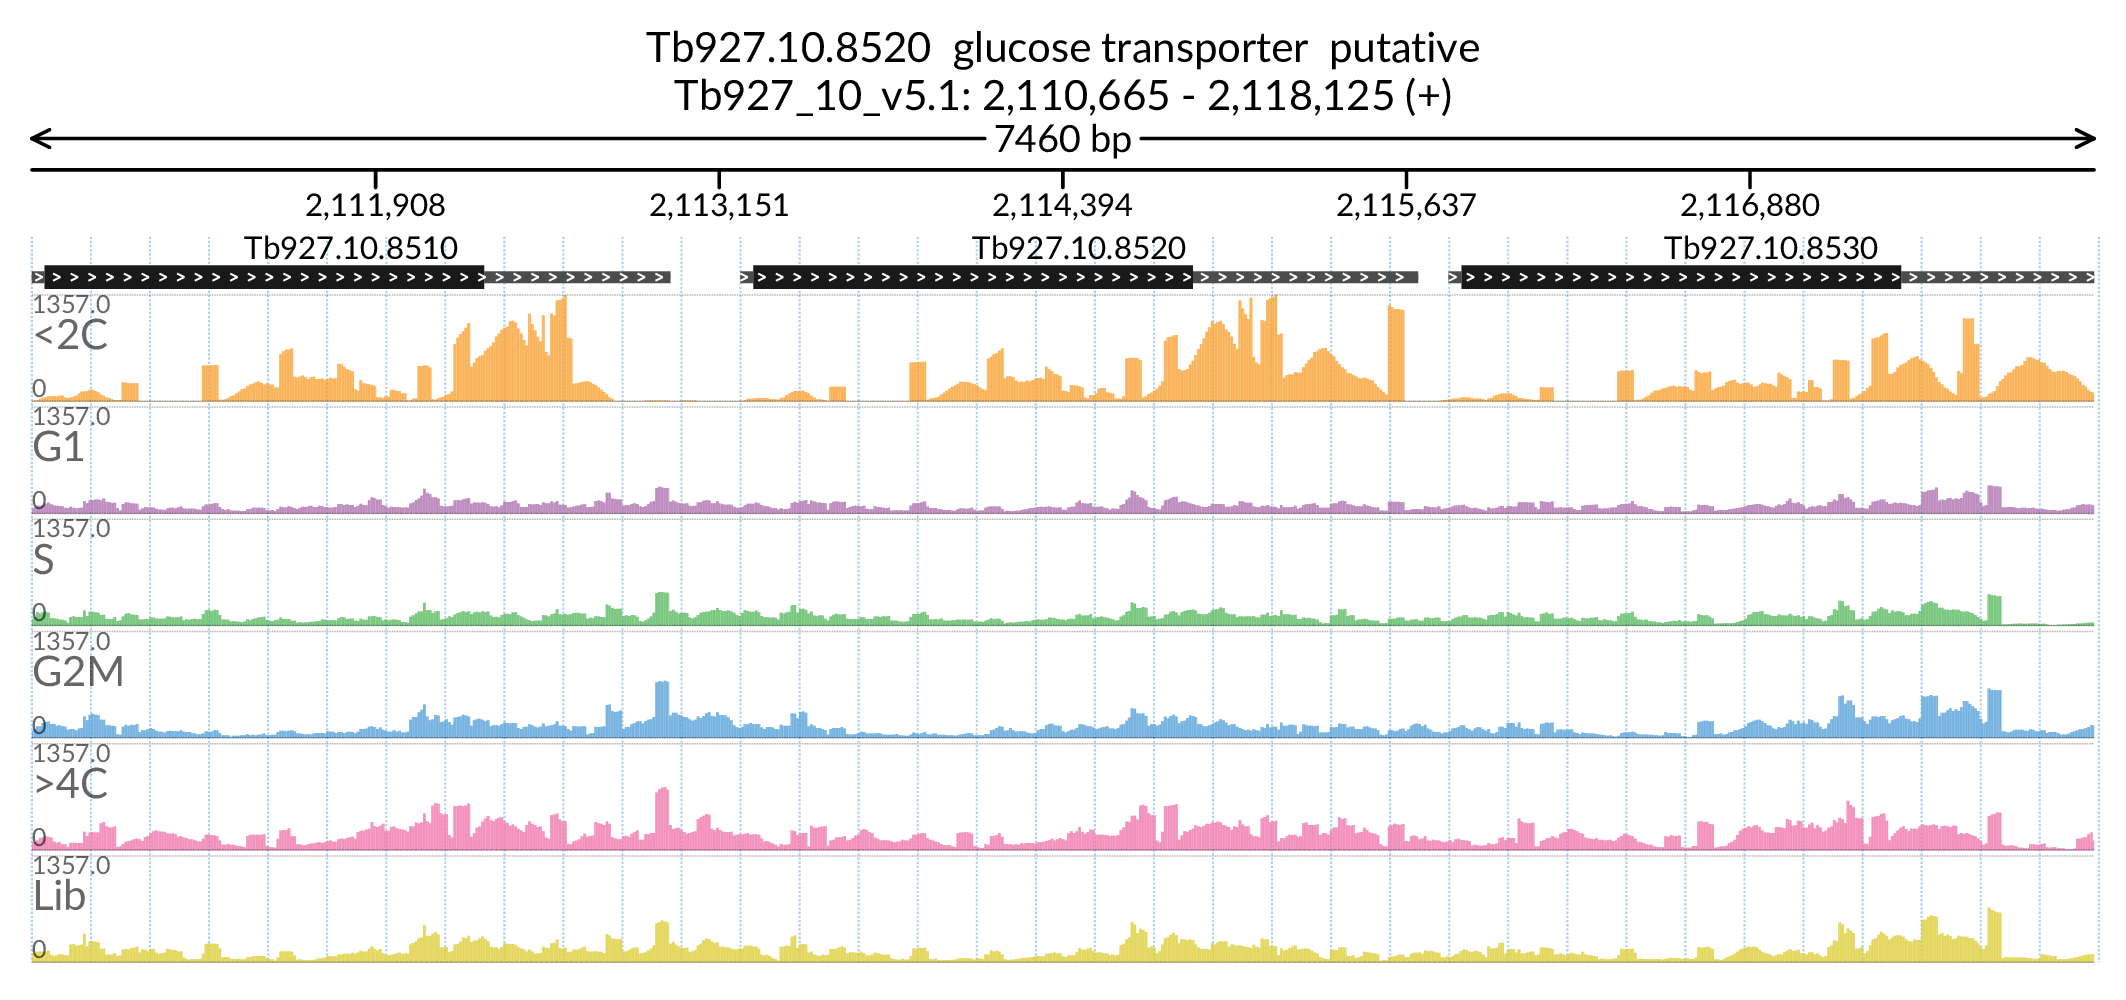 Tb927.10.8520 glucose transporter putative
Tb927_10_v5.1: 2,110,665 - 2,118,125 (+)
7460 bp
2,111,908 2,113,151 2,114,394 2,115,637 2,116,880
Tb927.10.8510 Tb927.10.8520 Tb927.10.8530
1357.0
<2C
0
1357.0
G1
0
1357.0
S
0
1357.0
G2M
0
1357.0
>4C
0
1357.0
Lib
0